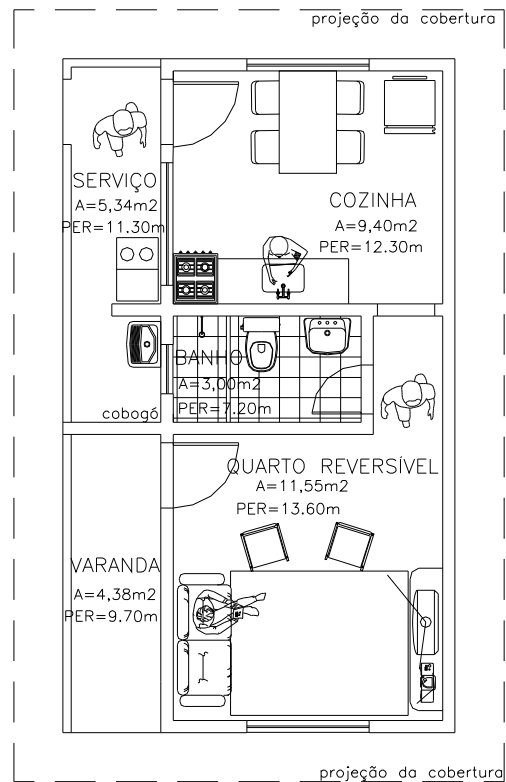 projeção da cobertura
SERVIÇO
A=5,34m2
PER=11.30m
COZINHA
A=9,40m2
PER=12.30m
BANHO
A=3,00m2
PER=7.20m
cobogó
QUARTO REVERSÍVEL
A=11,55m2
PER=13.60m
VARANDA
A=4,38m2
PER=9.70m
projeção da cobertura